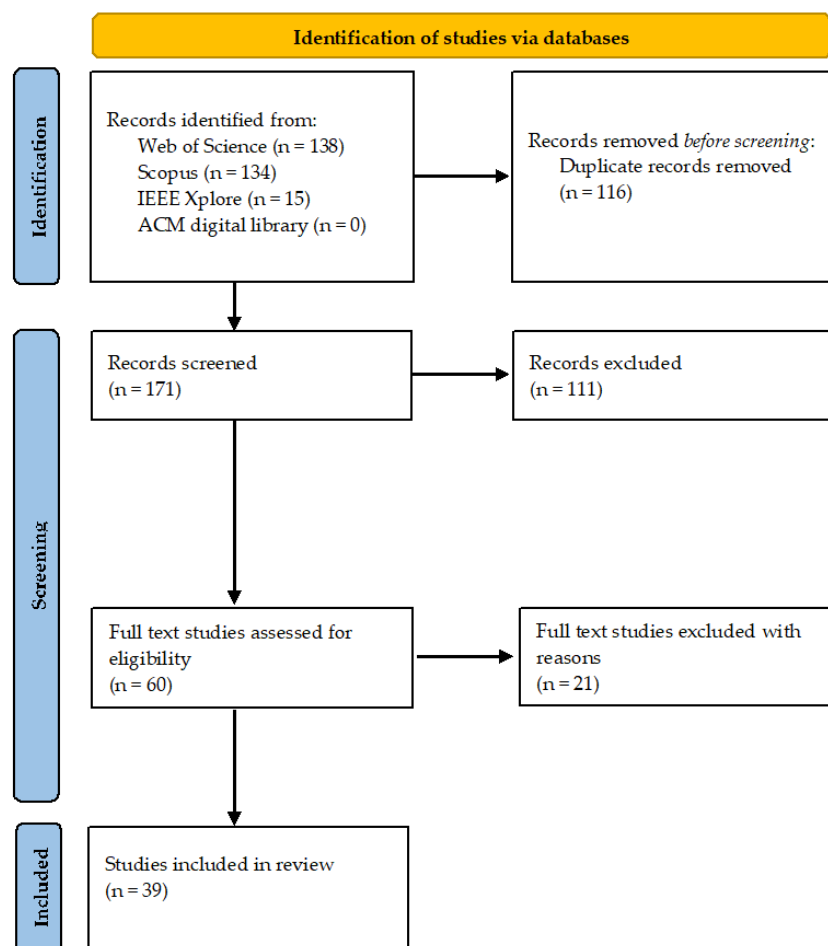 Identification of studies via databases
Identification
Records identified from:
Web of Science (n = 138)
Scopus (n = 134)
IEEE Xplore (n = 15)
ACM digital library (n = 0)
Records removed before screening:
Duplicate records removed
(n = 116)
Screening
Records screened
(n = 171)
Records excluded
(n = 111)
Full text studies assessed for
eligibility
(n = 60)
Full text studies excluded with
reasons
(n = 21)
Included
Studies included in review
(n = 39)